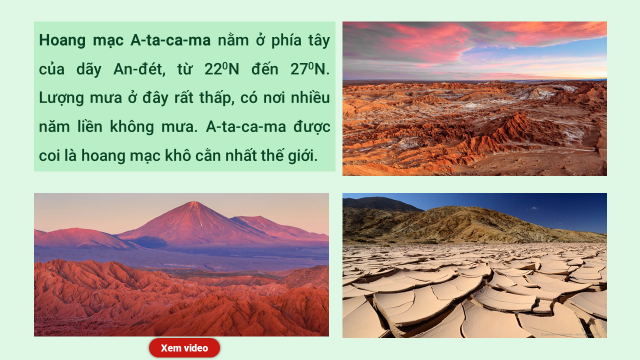 Hoang mạc A-ta-ca-ma nằm ở phía tây
của dãy An-đét, từ 22⁰N đến 27⁰N.
Lượng mưa ở đây rất thấp, có nơi nhiều
năm liền không mưa. A-ta-ca-ma được
coi là hoang mạc khô cằn nhất thế giới.
Xem video